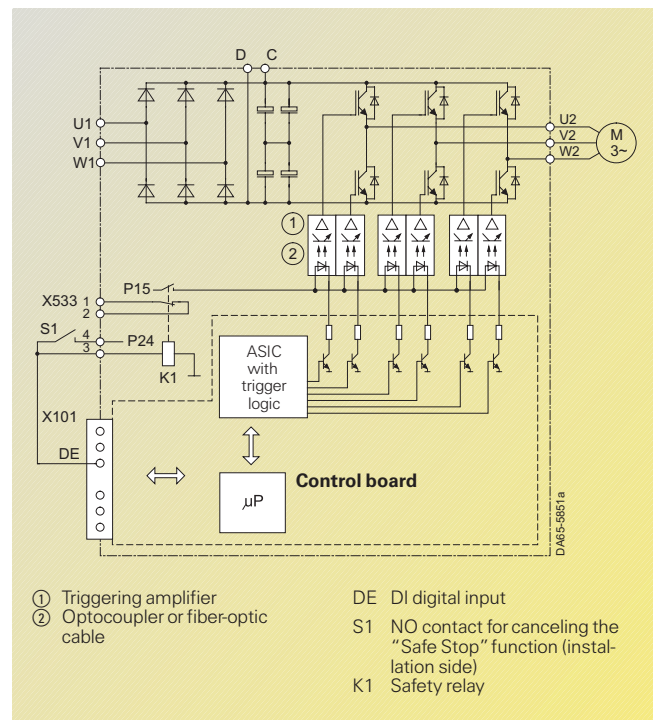 D C
U1
V1
W1
U2
V2
W2
M
3~
1
2
P15
X533 1
2
S1
4
3
P24
K1
ASIC
with
trigger
logic
X101
DE
Control board
µP
DA65-5851a
1 Triggering amplifier
2 Optocoupler or fiber-optic
cable
DE DI digital input
S1 NO contact for canceling the
"Safe Stop" function (instal-
lation side)
K1 Safety relay